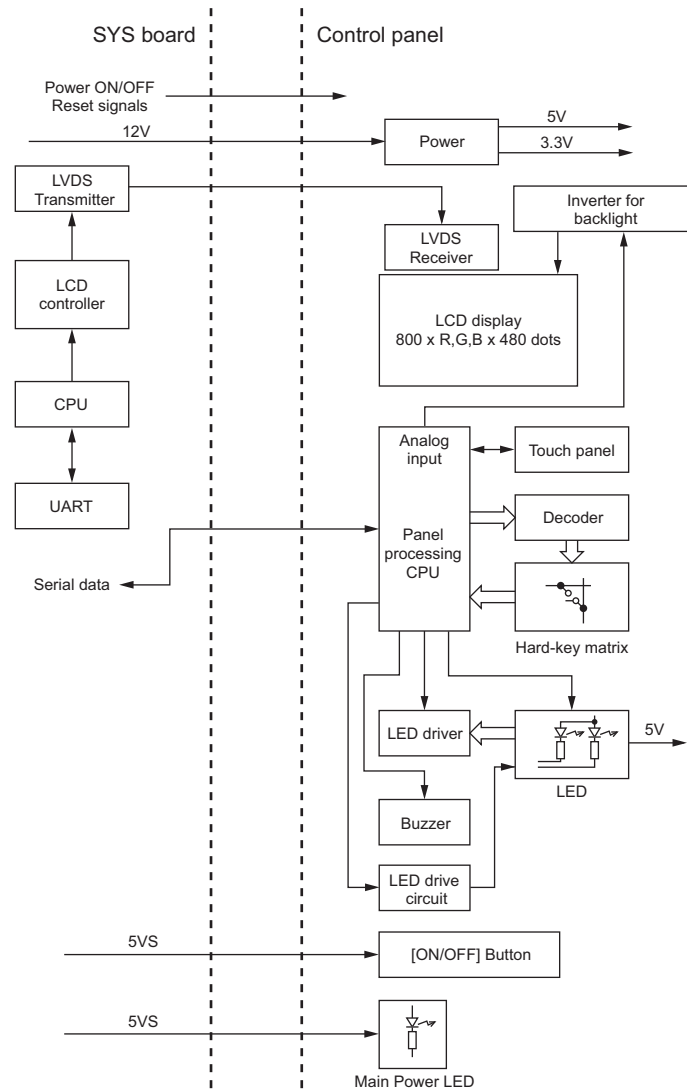 SYS board
Control panel
Power ON/OFF
Reset signals
12V
Power
5V
3.3V
LVDS
Transmitter
Inverter for
backlight
LVDS
Receiver
LCD
controller
LCD display
800 x R,G,B x 480 dots
CPU
Analog
input
Touch panel
UART
Panel
processing
CPU
Decoder
Serial data
Hard-key matrix
LED driver
5V
LED
Buzzer
LED drive
circuit
5VS
[ON/OFF] Button
5VS
Main Power LED